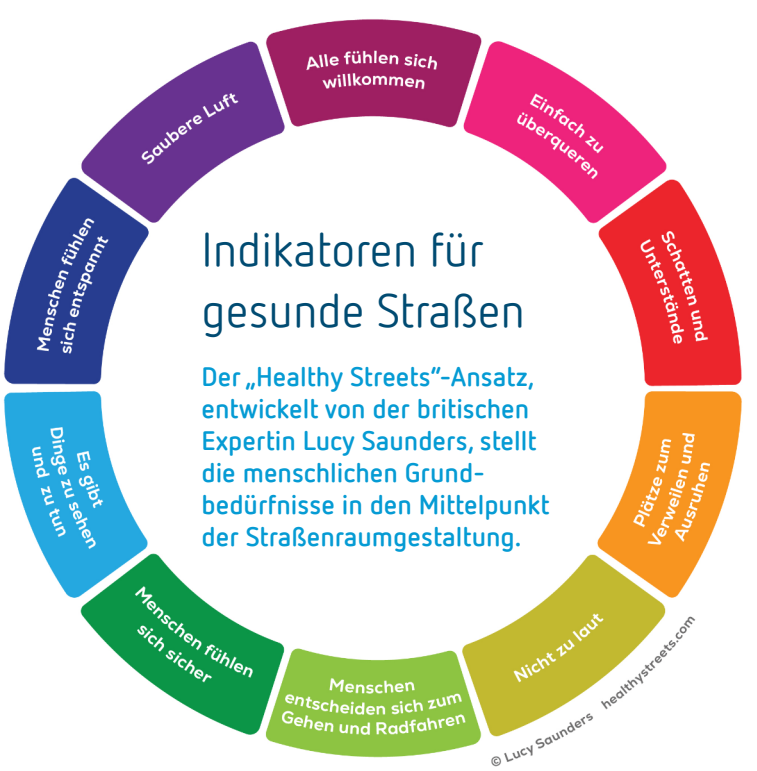 Alle fühlen sich
willkommen
Einfach zu
überqueren
Schatten und
Unterstände
Plätze zum
Verweilen und
Ausruhen
Nicht zu laut
Menschen
entscheiden sich zum
Gehen und Radfahren
Menschen fühlen
sich sicher
Es gibt
Dinge zu sehen
und zu tun
Menschen fühlen
sich entspannt
Saubere Luft
Indikatoren für
gesunde Straßen
Der „Healthy Streets“-Ansatz,
entwickelt von der britischen
Expertin Lucy Saunders, stellt
die menschlichen Grund-
bedürfnisse in den Mittelpunkt
der Straßenraumgestaltung.
© Lucy Saunders healthystreets.com